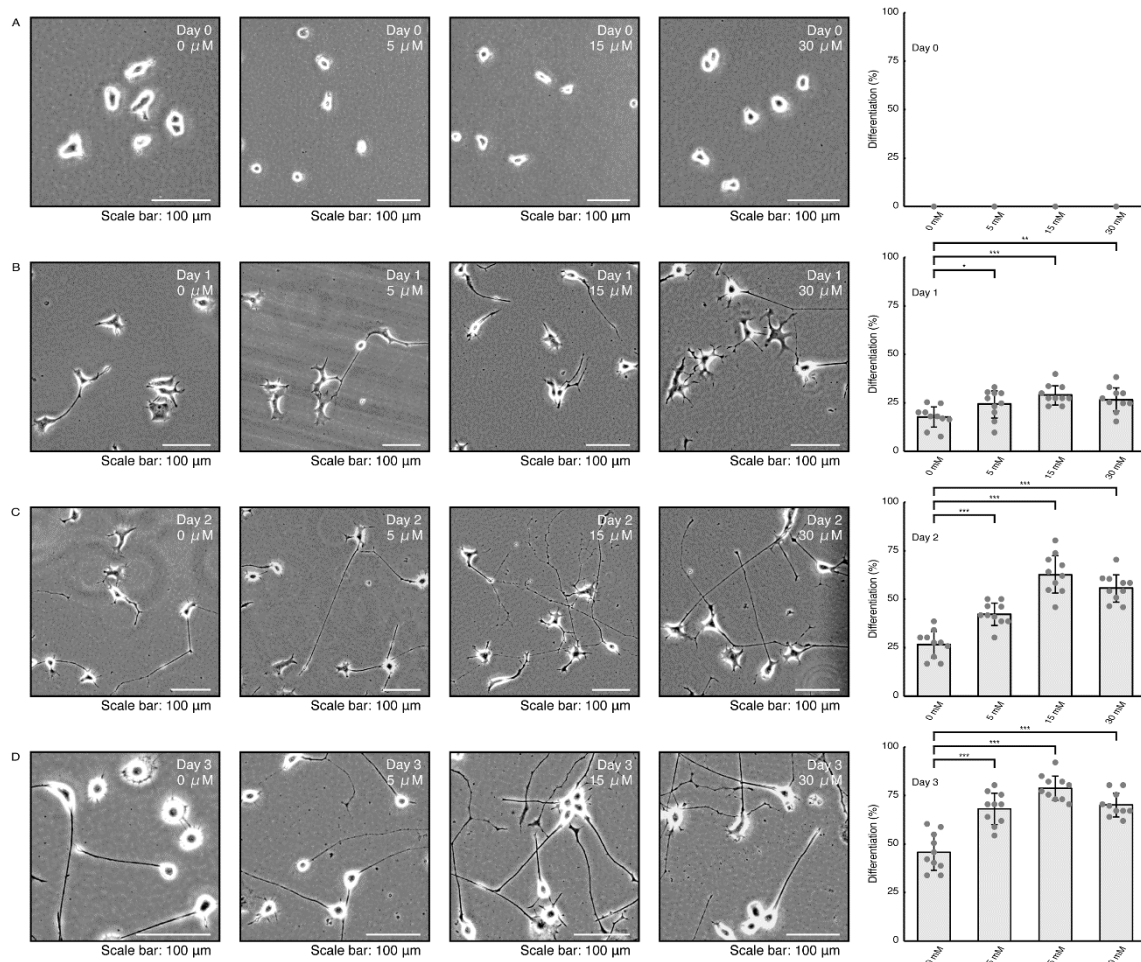 A
Day 0
0 μM
Day 0
5 μM
Day 0
15 μM
Day 0
30 μM
Scale bar: 100 μm
Scale bar: 100 μm
Scale bar: 100 μm
Scale bar: 100 μm
Differentiation (%)
100
75
50
25
0
Day 0
0 mM
5 mM
15 mM
30 mM
B
Day 1
0 μM
Day 1
5 μM
Day 1
15 μM
Day 1
30 μM
Scale bar: 100 μm
Scale bar: 100 μm
Scale bar: 100 μm
Scale bar: 100 μm
**
***
*
Differentiation (%)
100
75
50
25
0
Day 1
0 mM
5 mM
15 mM
30 mM
C
Day 2
0 μM
Day 2
5 μM
Day 2
15 μM
Day 2
30 μM
Scale bar: 100 μm
Scale bar: 100 μm
Scale bar: 100 μm
Scale bar: 100 μm
***
***
***
Differentiation (%)
100
75
50
25
0
Day 2
0 mM
5 mM
15 mM
30 mM
D
Day 3
0 μM
Day 3
5 μM
Day 3
15 μM
Day 3
30 μM
Scale bar: 100 μm
Scale bar: 100 μm
Scale bar: 100 μm
Scale bar: 100 μm
***
***
***
Differentiation (%)
100
75
50
25
0
Day 3